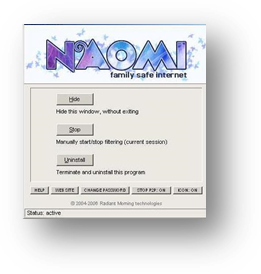 NAOMI
family safe internet
Hide
Hide this window, without exiting
Stop
Manually start/stop filtering (current session)
Uninstall
Terminate and uninstall this program
HELP WEB SITE CHANGE PASSWORD STOP P2P: ON ICON: ON
© 2004-2005 Radiant Morning technologies
Status: active